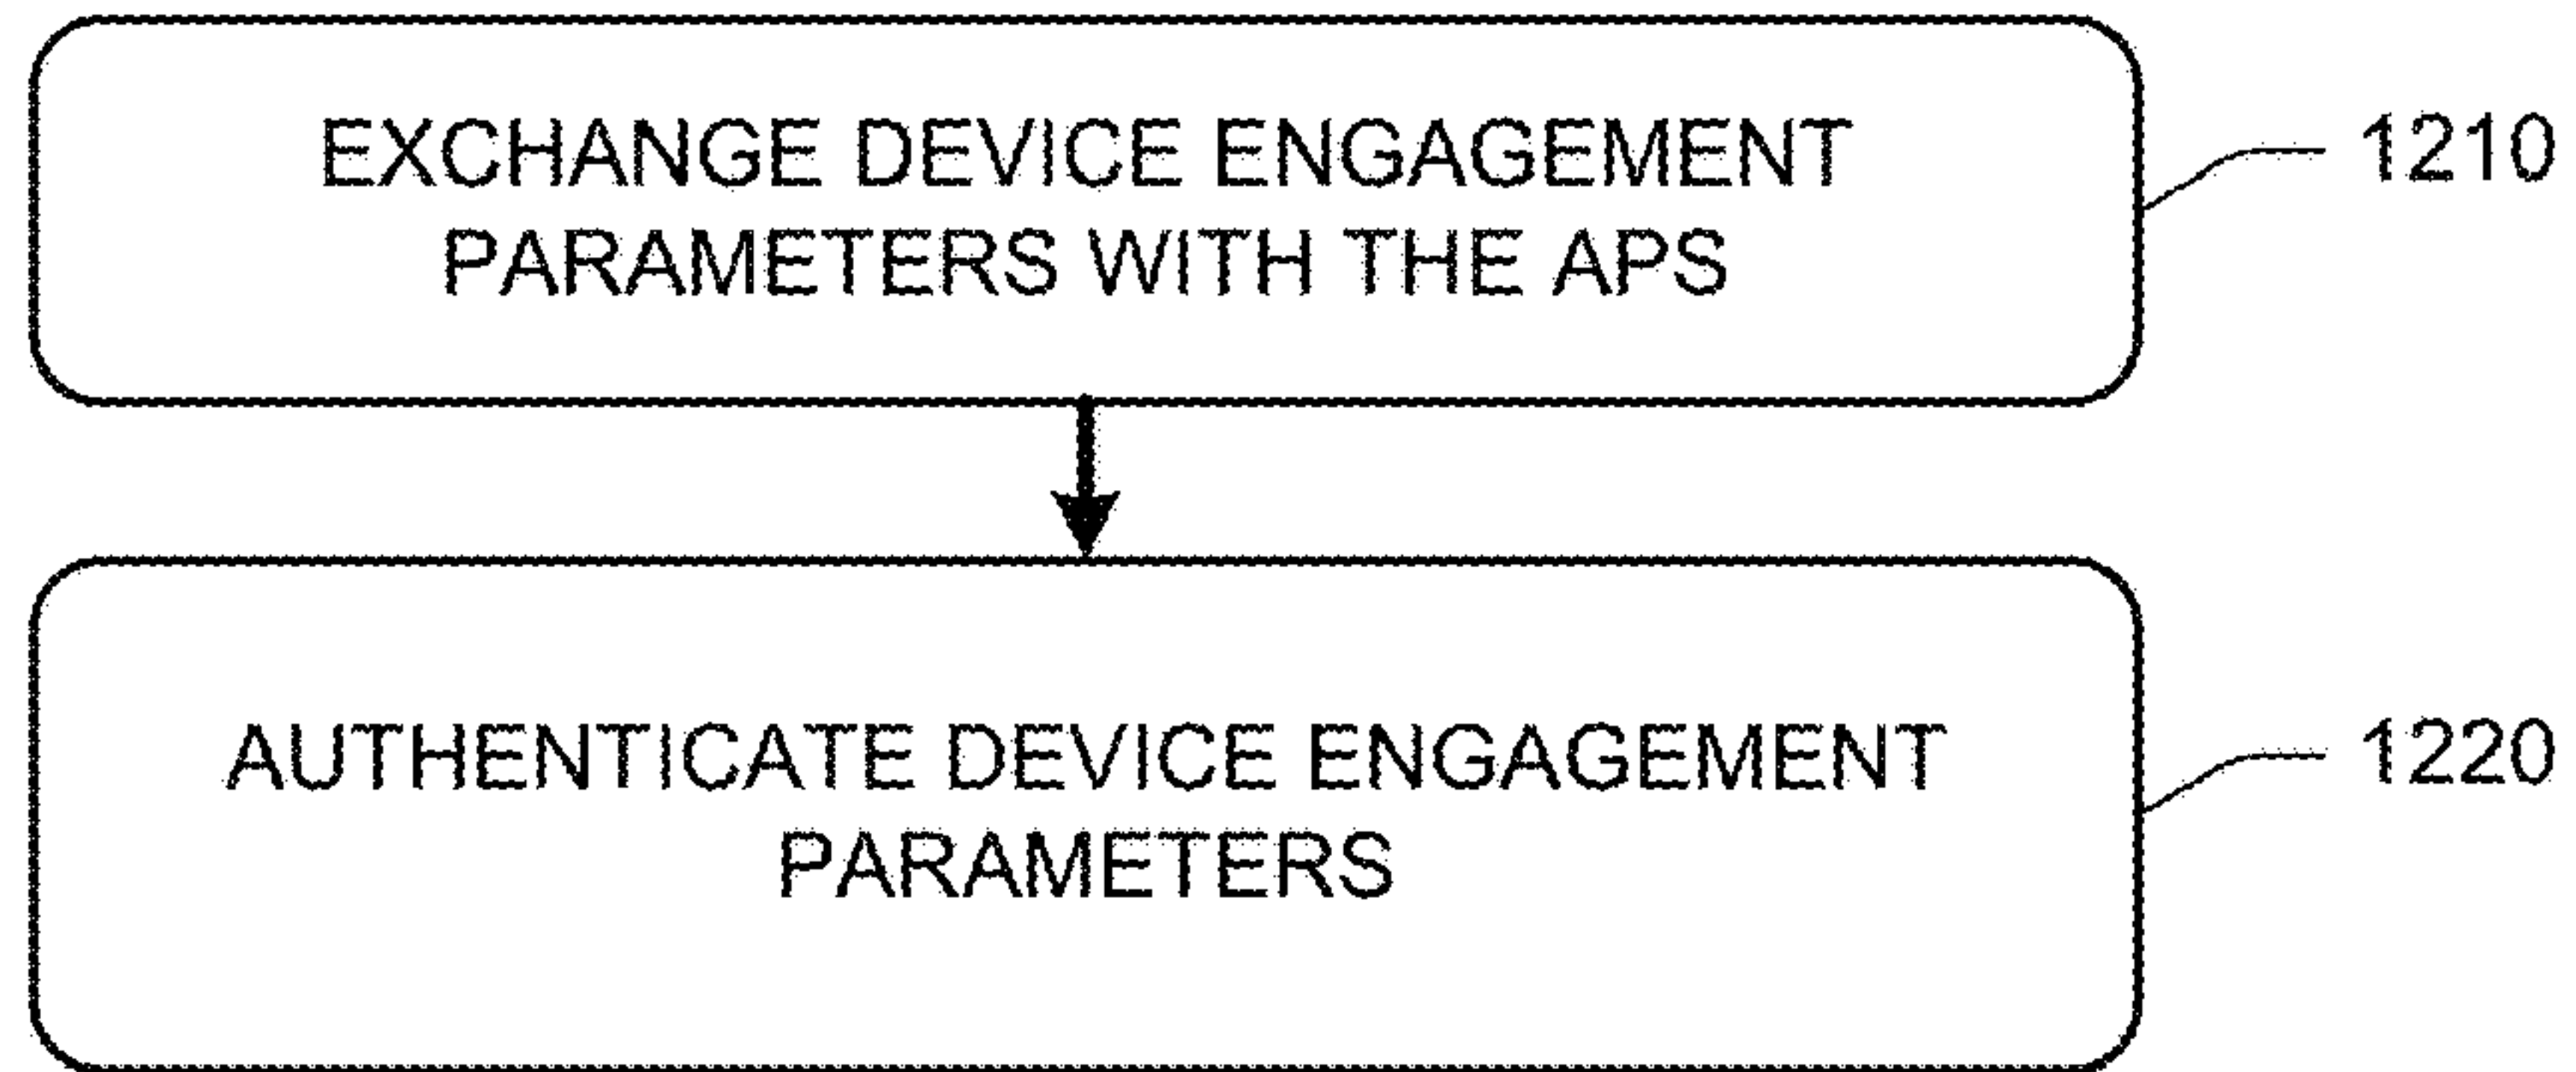 EXCHANGE DEVICE ENGAGEMENT
PARAMETERS WITH THE APS
1210
AUTHENTICATE DEVICE ENGAGEMENT
PARAMETERS
1220